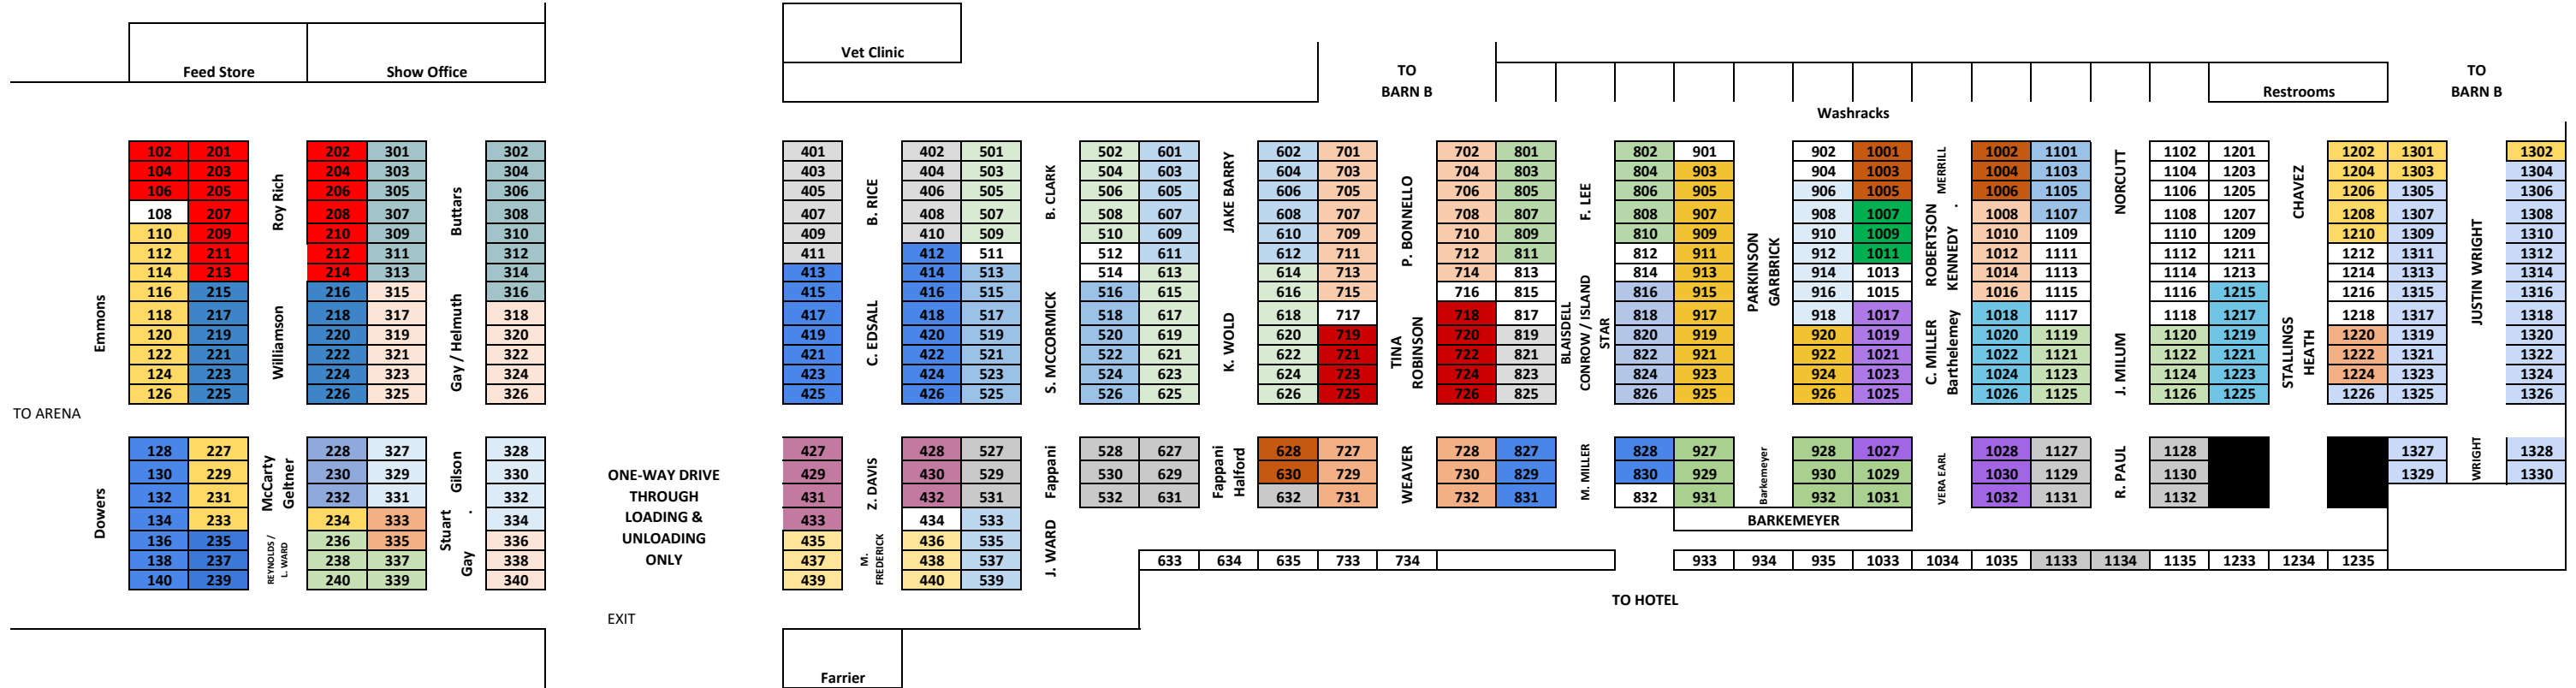 Vet Clinic
Feed Store Show Office
TO
BARN B
Restrooms
TO
BARN B
Washracks
102 201 202 301 302 401 402 501 502 601 602 701 702 801 802 901 902 1001 1002 1101 1102 1201 1202 1301 1302
104 203 204 303 304 403 404 503 504 603 604 703 704 803 804 903 904 1003 1004 1103 1104 1203 1204 1303 1304
106 205 206 305 306 405 406 505 506 605 606 705 706 805 806 905 906 1005 1006 1105 1106 1205 1206 1305 1306
108 207 208 307 308 407 408 507 508 607 608 707 708 807 808 907 908 1007 1008 1107 1108 1207 1208 1307 1308
110 209 210 309 310 409 410 509 510 609 610 709 710 809 810 909 910 1009 1010 1109 1110 1209 1210 1309 1310
112 211 212 311 312 411 412 511 512 611 612 711 712 811 812 911 912 1011 1012 1111 1112 1211 1212 1311 1312
114 213 214 313 314 413 414 513 514 613 614 713 714 813 814 913 914 1013 1014 1113 1114 1213 1214 1313 1314
116 215 216 315 316 415 416 515 516 615 616 715 716 815 816 915 916 1015 1016 1115 1116 1215 1216 1315 1316
118 217 218 317 318 417 418 517 518 617 618 717 718 817 818 917 918 1017 1018 1117 1118 1217 1218 1317 1318
120 219 220 319 320 419 420 519 520 619 620 719 720 819 820 919 920 1019 1020 1119 1120 1219 1220 1319 1320
122 221 222 321 322 421 422 521 522 621 622 721 722 821 822 921 922 1021 1022 1121 1122 1221 1222 1321 1322
124 223 224 323 324 423 424 523 524 623 624 723 724 823 824 923 924 1023 1024 1123 1124 1223 1224 1323 1324
126 225 226 325 326 425 426 525 526 625 626 725 726 825 826 925 926 1025 1026 1125 1126 1225 1226 1325 1326
Emmons
Roy Rich
Williamson
Buttars
Gay / Helmuth
B. RICE
C. EDSALL
B. CLARK
S. MCCORMICK
JAKE BARRY
K. WOLD
P. BONNELLO
TINA
ROBINSON
F. LEE
BLAISDELL
CONROW / ISLAND
STAR
PARKINSON
GARBRICK
MERRILL
ROBERTSON
KENNEDY .
C. MILLER
Barthelemey
NORCUTT
J. MILUM
CHAVEZ
STALLINGS
HEATH
JUSTIN WRIGHT
TO ARENA
128 227 228 327 328 427 428 527 528 627 628 727 728 827 828 927 928 1027 1028 1127 1128 1327 1328
130 229 230 329 330 429 430 529 530 629 630 729 730 829 830 929 930 1029 1030 1129 1130 1329 1330
132 231 232 331 332 431 432 531 532 631 632 731 732 831 832 931 932 1031 1032 1131 1132
134 233 234 333 334 433 434 533
136 235 236 335 336 435 436 535
138 237 238 337 338 437 438 537
140 239 240 339 340 439 440 539
Dowers
McCarty
Geltner
REYNOLDS /
L. WARD
Gilson
Stuart .
Gay
ONE-WAY DRIVE
THROUGH
LOADING &
UNLOADING
ONLY
Z. DAVIS
M.
FREDERICK
Fappani
J. WARD
Fappani
Halford
WEAVER
M. MILLER
Barkemeyer
VERA EARL
R. PAUL
WRIGHT
BARKEMEYER
633 634 635 733 734 933 934 935 1033 1034 1035 1133 1134 1135 1233 1234 1235
TO HOTEL
EXIT
Farrier